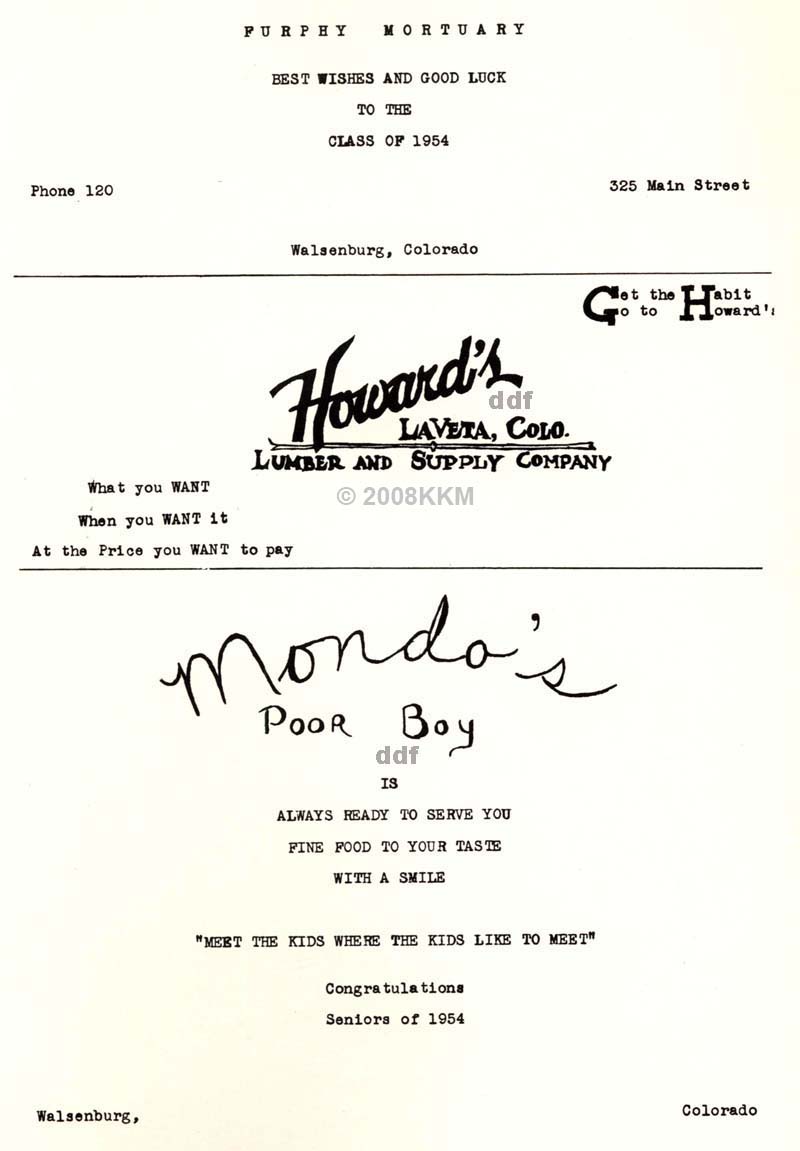 FURPHY MORTUARY
BEST WISHES AND GOOD LUCK
TO THE
CLASS OF 1954
Phone 120
325 Main Street
Walsenburg, Colorado
Get the Habit
Go to Howard's
Howard's
ddf
LAVETA, COLO.
LUMBER AND SUPPLY COMPANY
What you WANT
© 2008KKM
When you WANT it
At the Price you WANT to pay
Monda's
POOR BOY
ddf
IS
ALWAYS READY TO SERVE YOU
FINE FOOD TO YOUR TASTE
WITH A SMILE
"MEET THE KIDS WHERE THE KIDS LIKE TO MEET"
Congratulations
Seniors of 1954
Walsenburg,
Colorado